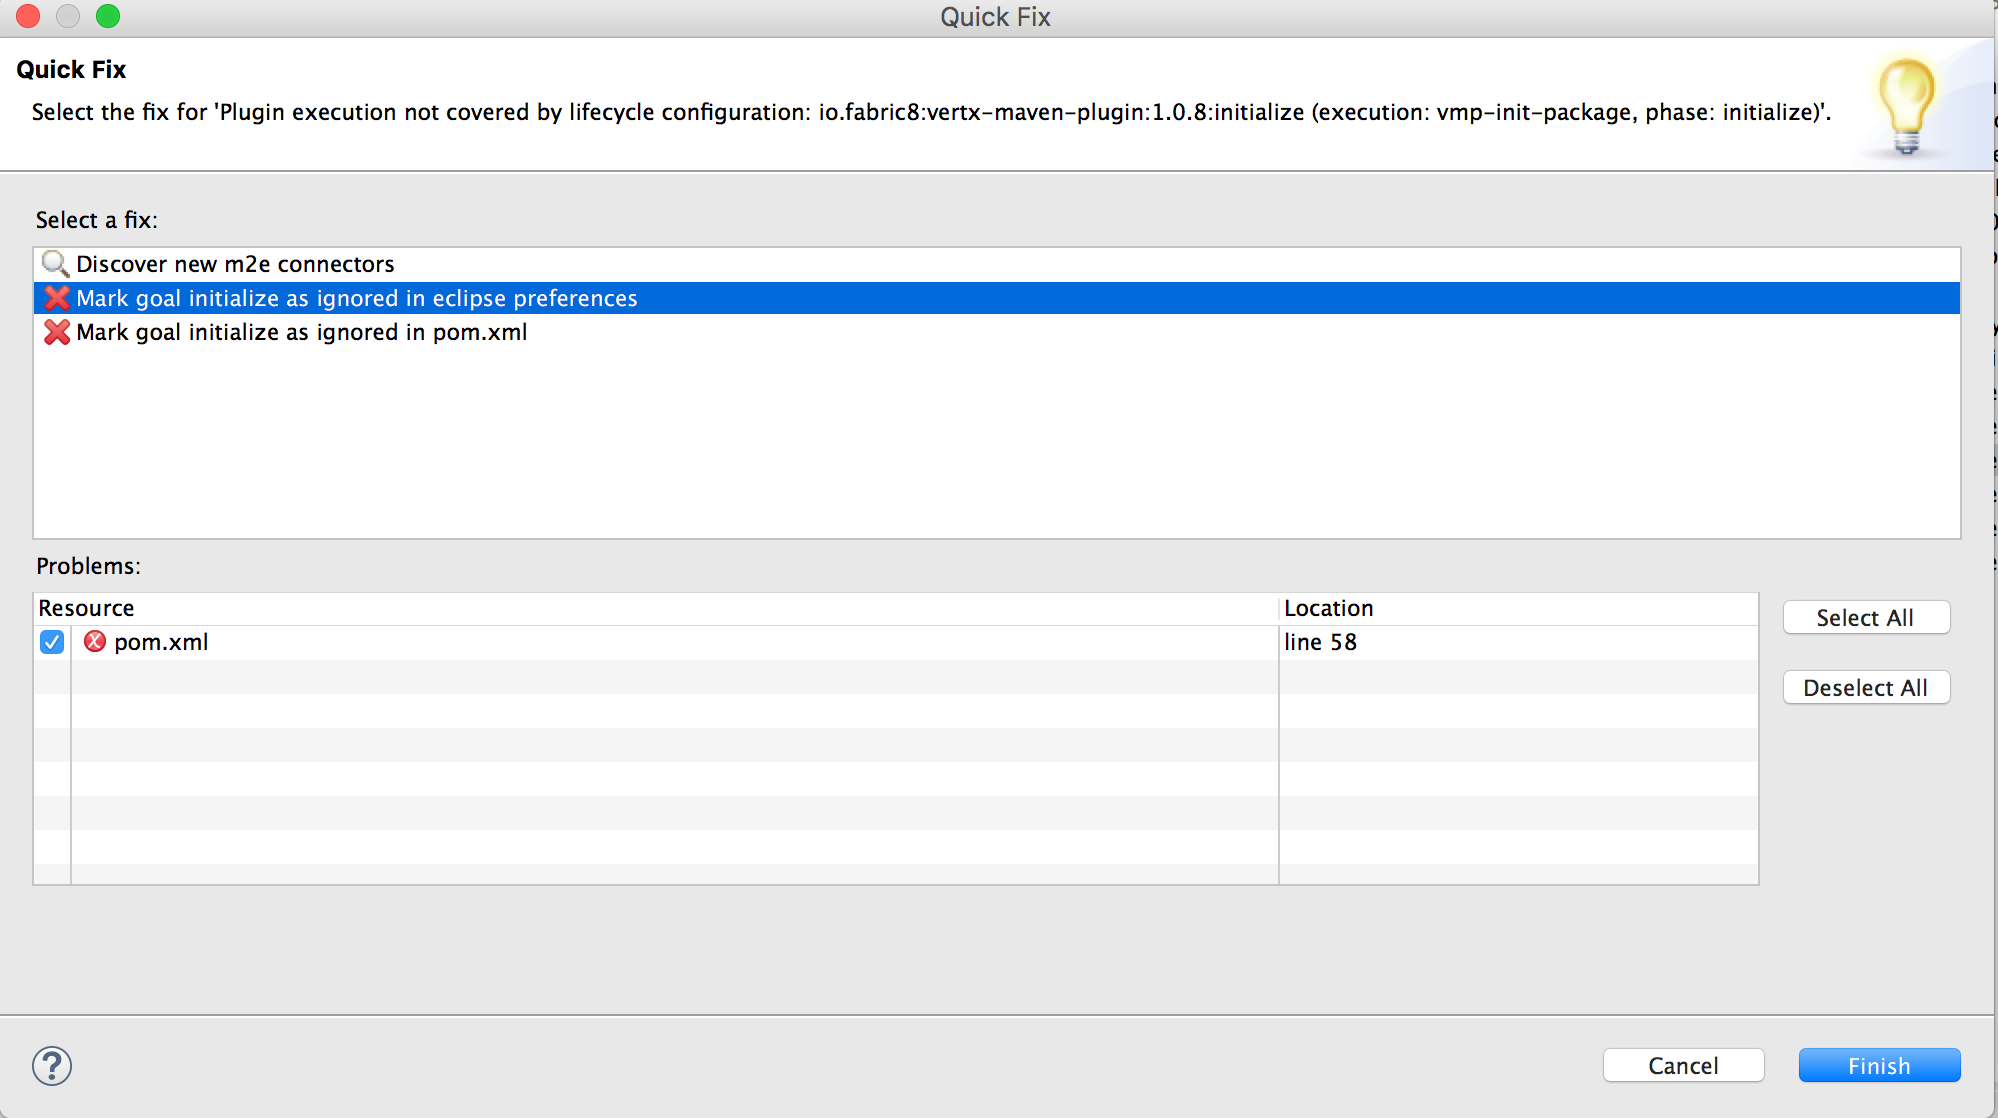 Quick Fix
Quick Fix
Select the fix for 'Plugin execution not covered by lifecycle configuration: io.fabric8:vertx-maven-plugin:1.0.8:initialize (execution: vmp-init-package, phase: initialize)'.
Select a fix:
Discover new m2e connectors
Mark goal initialize as ignored in eclipse preferences
Mark goal initialize as ignored in pom.xml
Problems:
Resource Location
pom.xml line 58
Select All
Deselect All
? Cancel Finish